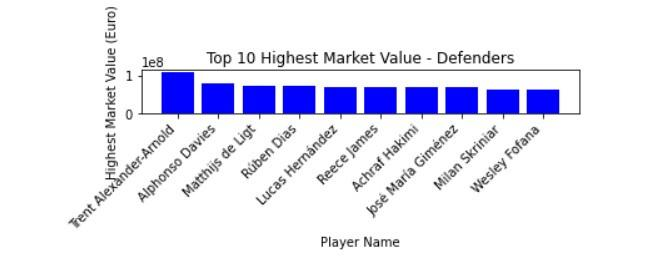 Top 10 Highest Market Value - Defenders
Highest Market Value (Euro)
1e8
1
0
Trent Alexander-Arnold
Alphonso Davies
Matthijs de Ligt
Rúben Dias
Lucas Hernández
Reece James
Achraf Hakimi
José María Giménez
Milan Skriniar
Wesley Fofana
Player Name